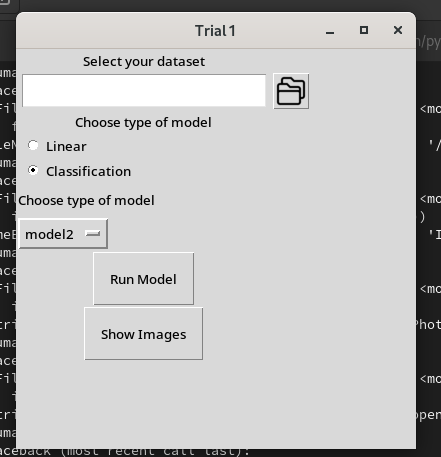 Trial 1
Select your dataset
Choose type of model
Linear
Classification
Choose type of model
model2
Run Model
Show Images
aceback (most recent call last):